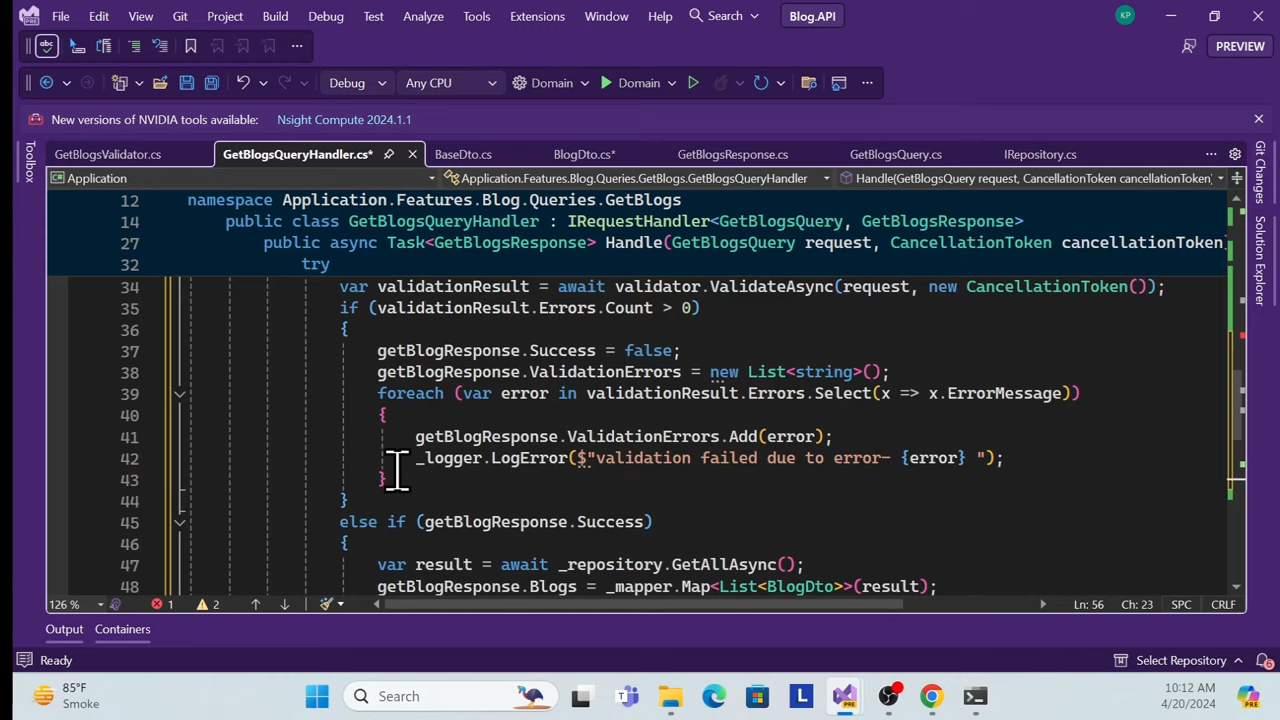 File Edit View Git Project Build Debug Test Analyze Tools Extensions Window Help Search Blog.API KP
abc PREVIEW
Debug Any CPU Domain Domain
New versions of NVIDIA tools available: Nsight Compute 2024.1.1
GetBlogsValidator.cs GetBlogsQueryHandler.cs* BaseDto.cs BlogDto.cs* GetBlogsResponse.cs GetBlogsQuery.cs IRepository.cs
Toolbox
Git Changes
Solution Explorer
Application Application.Features.Blog.Queries.GetBlogs.GetBlogsQueryHandler Handle(GetBlogsQuery request, CancellationToken cancellationToken)
12 namespace Application.Features.Blog.Queries.GetBlogs
14 public class GetBlogsQueryHandler : IRequestHandler<GetBlogsQuery, GetBlogsResponse>
27 public async Task<GetBlogsResponse> Handle(GetBlogsQuery request, CancellationToken cancellationToken
32 try
34 var validationResult = await validator.ValidateAsync(request, new CancellationToken());
35 if (validationResult.Errors.Count > 0)
36 {
37 getBlogResponse.Success = false;
38 getBlogResponse.ValidationErrors = new List<string>();
39 foreach (var error in validationResult.Errors.Select(x => x.ErrorMessage))
40 {
41 getBlogResponse.ValidationErrors.Add(error);
42 _logger.LogError($"validation failed due to error- {error} ");
43 }
44 }
45 else if (getBlogResponse.Success)
46 {
47 var result = await _repository.GetAllAsync();
48 getBlogResponse.Blogs = _mapper.Map<List<BlogDto>>(result);
126 % 1 2 Ln: 56 Ch: 23 SPC CRLF
Output Containers
Ready Select Repository 6
85°F
Smoke
Search
L
PRE
10:12 AM
4/20/2024
PRE